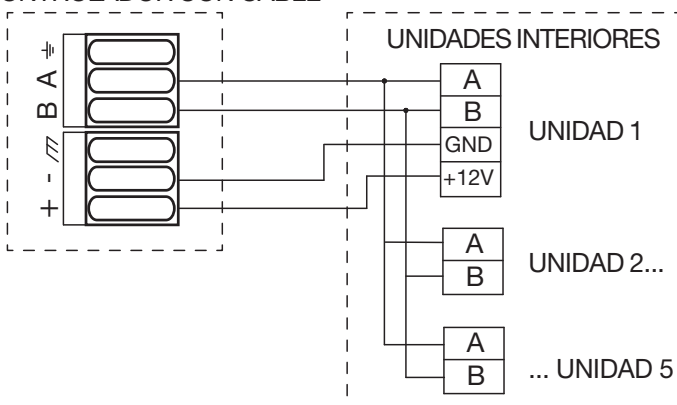 UNIDADES INTERIORES
A
B
-
+
A
B
GND
+12V
UNIDAD 1
A
B
UNIDAD 2...
A
B
... UNIDAD 5